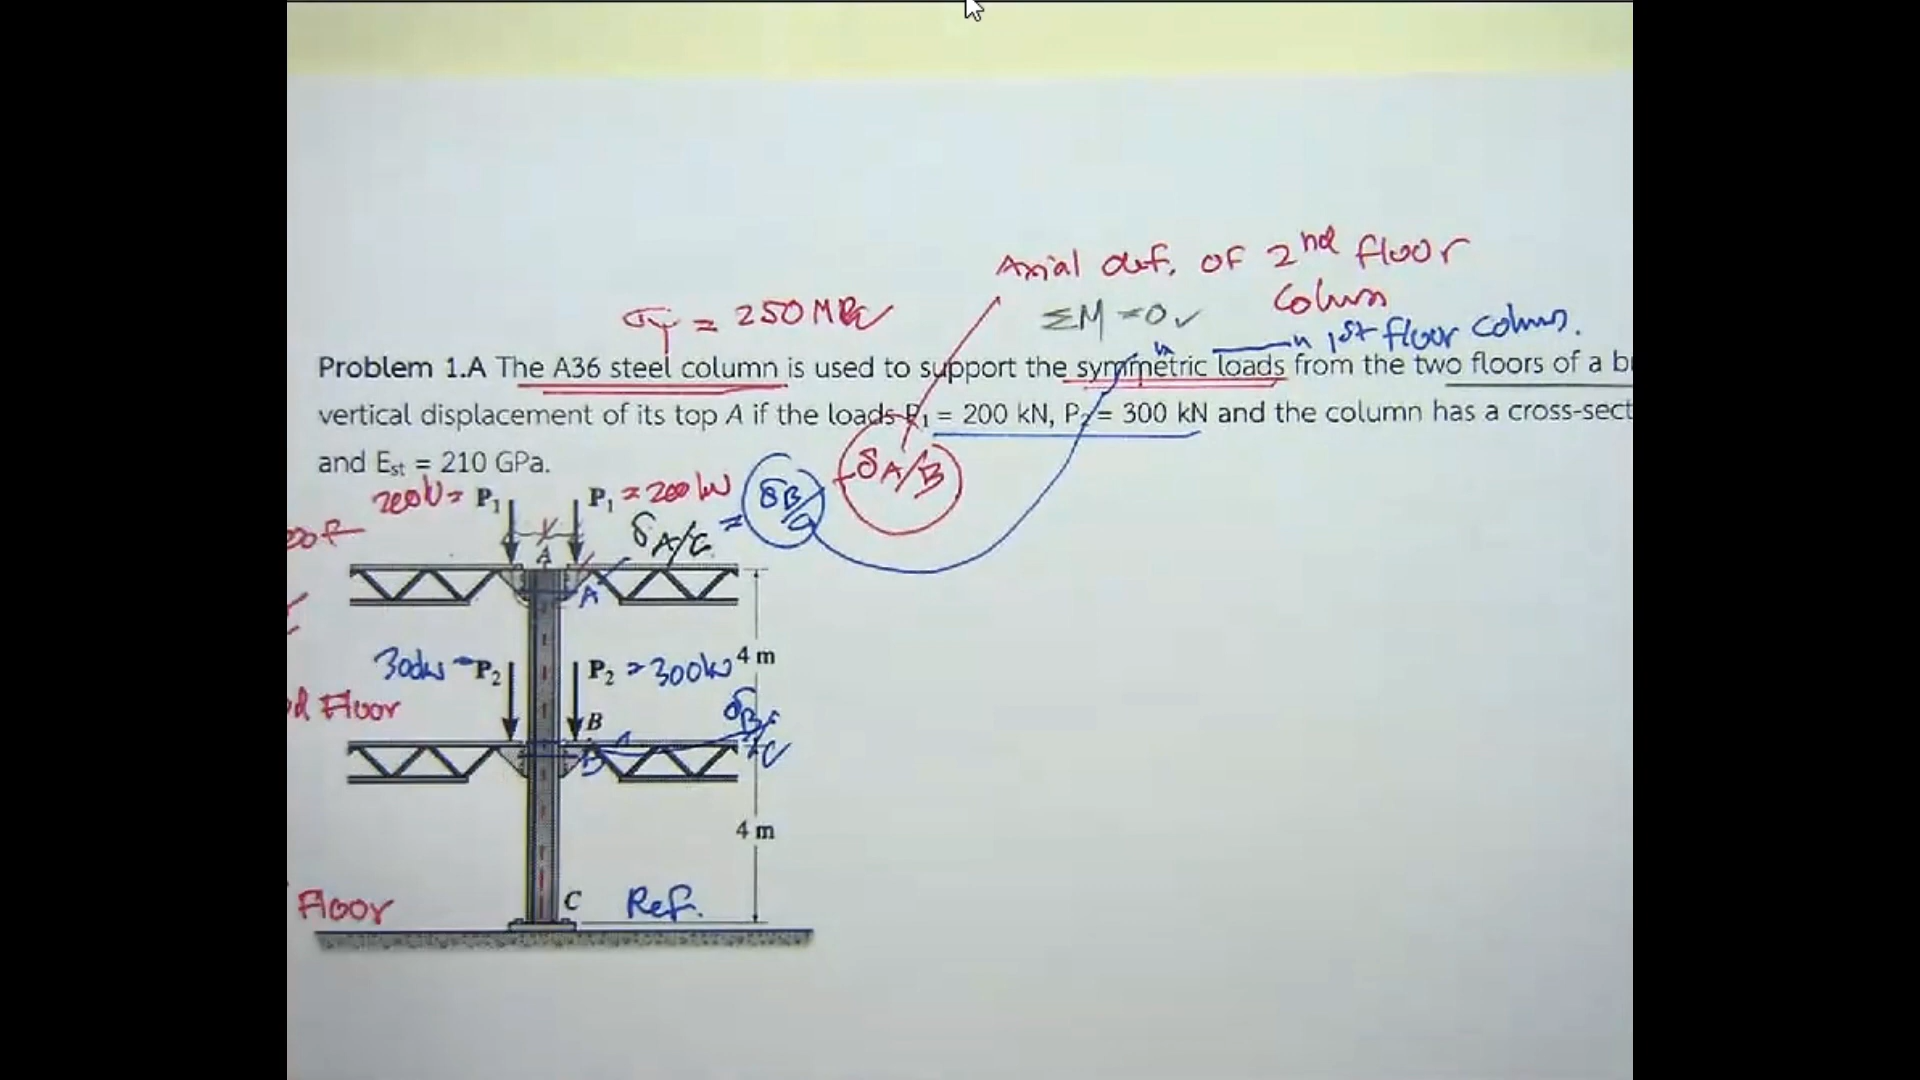 Axial def. of 2nd floor
Column
σY = 250 MPa
ΣM = 0 ✓
1st floor column.
Problem 1.A The A36 steel column is used to support the symmetric loads from the two floors of a b
vertical displacement of its top A if the loads P1 = 200 kN, P2 = 300 kN and the column has a cross-sect
and Est = 210 GPa.
δA/C = δB/C + δA/B
P1
P1 = 200 kN
A
A
4 m
300kN = P2
P2 = 300 kN
d Floor
B
B
δB/C
4 m
Floor
C
Ref.